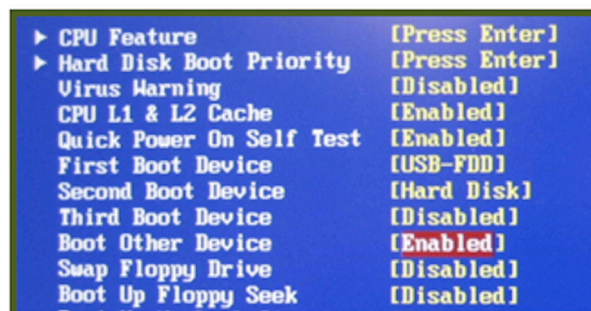 ▶ CPU Feature [Press Enter]
▶ Hard Disk Boot Priority [Press Enter]
Virus Warning [Disabled]
CPU L1 & L2 Cache [Enabled]
Quick Power On Self Test [Enabled]
First Boot Device [USB-FDD]
Second Boot Device [Hard Disk]
Third Boot Device [Disabled]
Boot Other Device [Enabled]
Swap Floppy Drive [Disabled]
Boot Up Floppy Seek [Disabled]